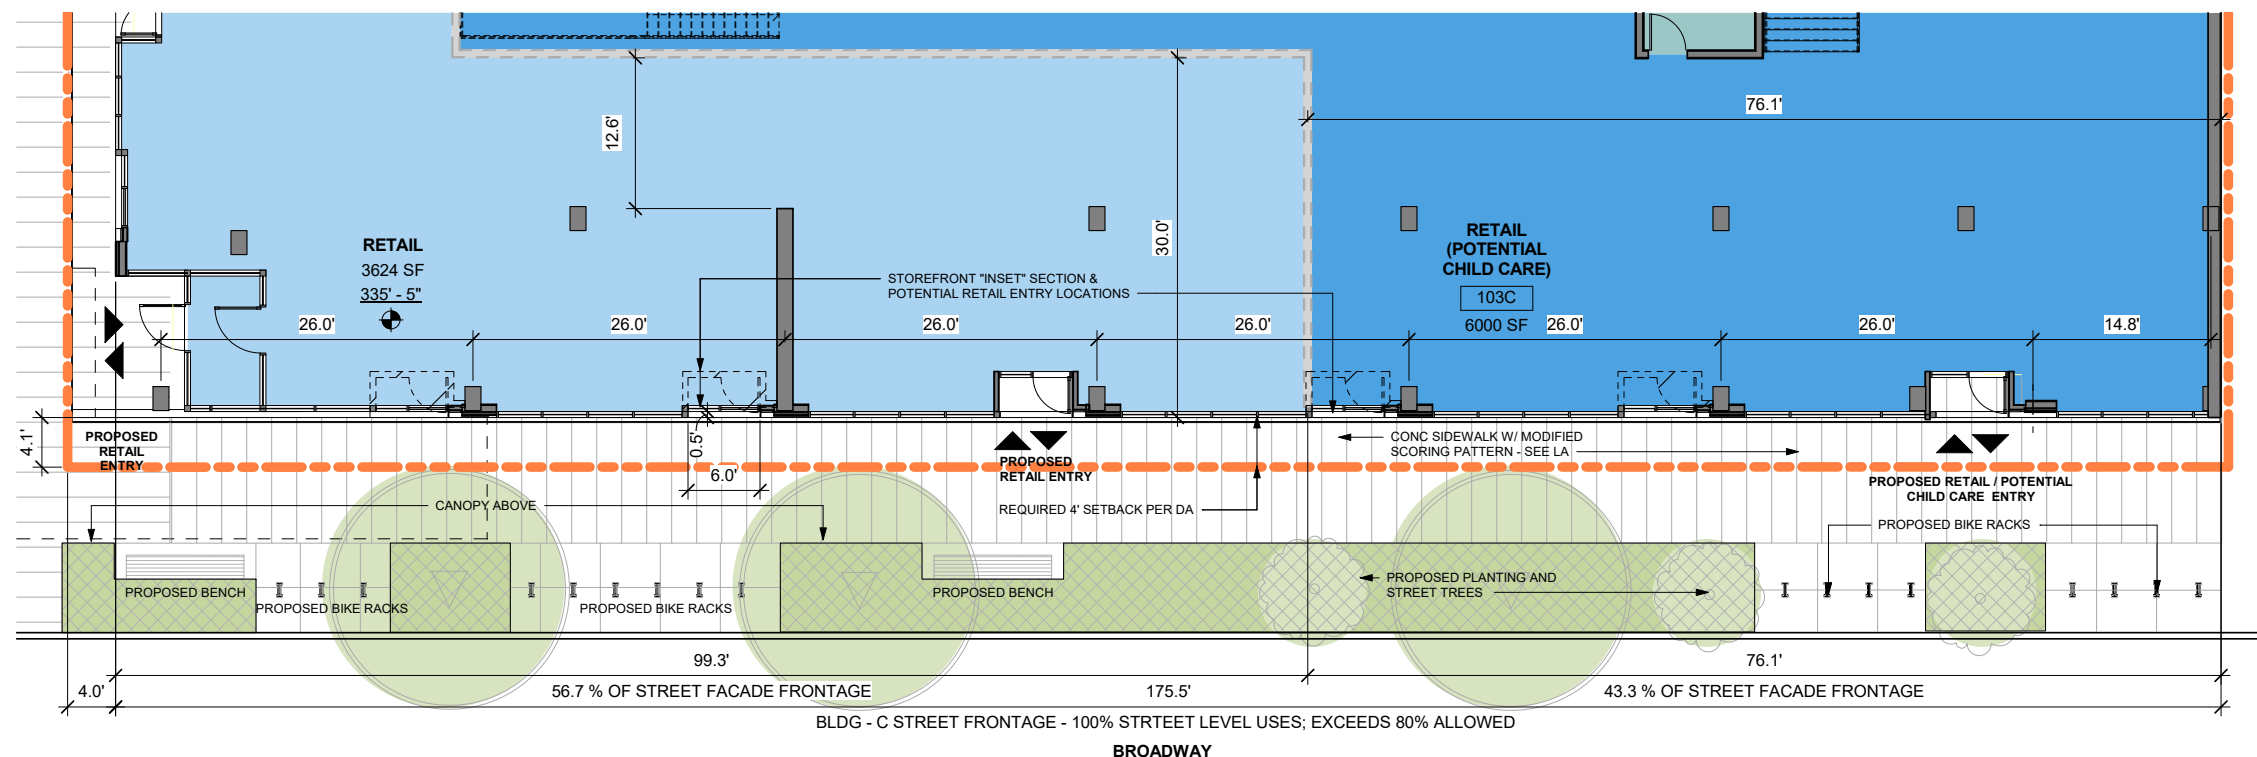 76.1'
12.6'
30.0'
RETAIL
3624 SF
335' - 5"
RETAIL
(POTENTIAL
CHILD CARE)
103C
6000 SF
STOREFRONT "INSET" SECTION &
POTENTIAL RETAIL ENTRY LOCATIONS
26.0'
26.0'
26.0'
26.0'
26.0'
26.0'
14.8'
4.1'
PROPOSED
RETAIL
ENTRY
0.5'
6.0'
PROPOSED
RETAIL ENTRY
CONC SIDEWALK W/ MODIFIED
SCORING PATTERN - SEE LA
PROPOSED RETAIL / POTENTIAL
CHILD CARE ENTRY
CANOPY ABOVE
REQUIRED 4' SETBACK PER DA
PROPOSED BIKE RACKS
PROPOSED BENCH
PROPOSED BIKE RACKS
PROPOSED BIKE RACKS
PROPOSED BENCH
PROPOSED PLANTING AND
STREET TREES
99.3'
76.1'
4.0'
56.7 % OF STREET FACADE FRONTAGE
175.5'
43.3 % OF STREET FACADE FRONTAGE
BLDG - C STREET FRONTAGE - 100% STRTEET LEVEL USES; EXCEEDS 80% ALLOWED
BROADWAY